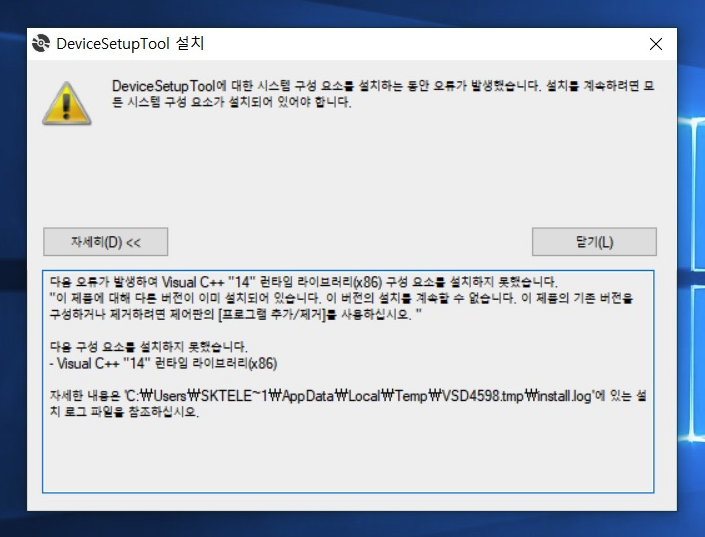 DeviceSetupTool 설치
DeviceSetupTool에 대한 시스템 구성 요소를 설치하는 동안 오류가 발생했습니다. 설치를 계속하려면 모
든 시스템 구성 요소가 설치되어 있어야 합니다.
자세히(D) <<
닫기(L)
다음 오류가 발생하여 Visual C++ "14" 런타임 라이브러리(x86) 구성 요소를 설치하지 못했습니다.
"이 제품에 대해 다른 버전이 이미 설치되어 있습니다. 이 버전의 설치를 계속할 수 없습니다. 이 제품의 기존 버전을
구성하거나 제거하려면 제어판의 [프로그램 추가/제거]를 사용하십시오. "
다음 구성 요소를 설치하지 못했습니다.
- Visual C++ "14" 런타임 라이브러리(x86)
자세한 내용은 'C:₩Users₩SKTELE~1₩AppData₩Local₩Temp₩VSD4598.tmp₩install.log'에 있는 설
치 로그 파일을 참조하십시오.